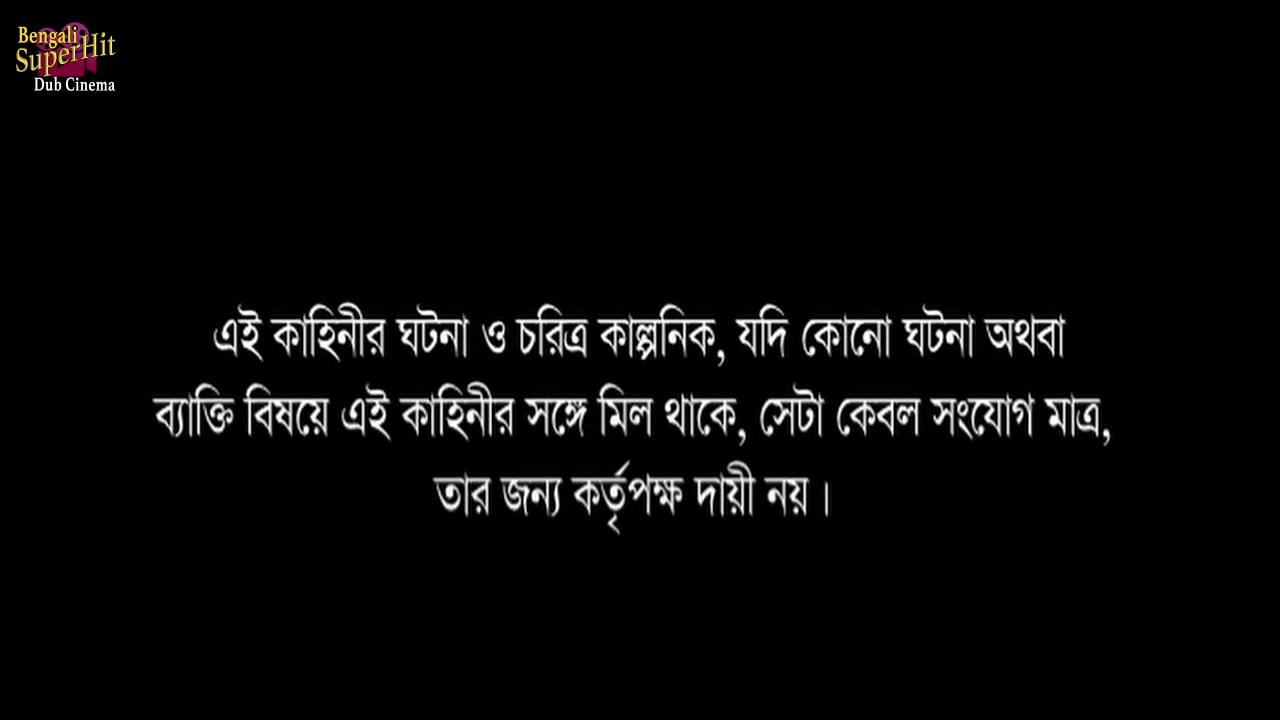 Bengali
SuperHit
Dub Cinema
এই কাহিনীর ঘটনা ও চরিত্র কাল্পনিক, যদি কোনো ঘটনা অথবা
ব্যাক্তি বিষয়ে এই কাহিনীর সঙ্গে মিল থাকে, সেটা কেবল সংযোগ মাত্র,
তার জন্য কর্তৃপক্ষ দায়ী নয়।